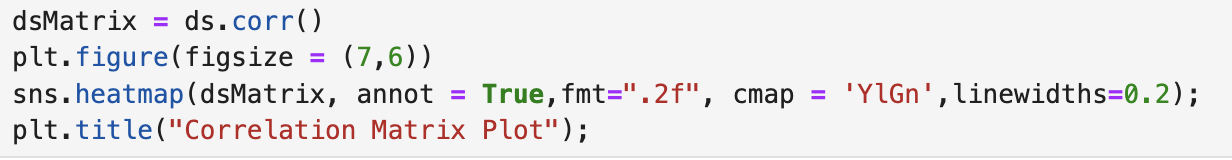 dsMatrix = ds.corr()
plt.figure(figsize = (7,6))
sns.heatmap(dsMatrix, annot = True,fmt=".2f", cmap = 'YlGn',linewidths=0.2);
plt.title("Correlation Matrix Plot");